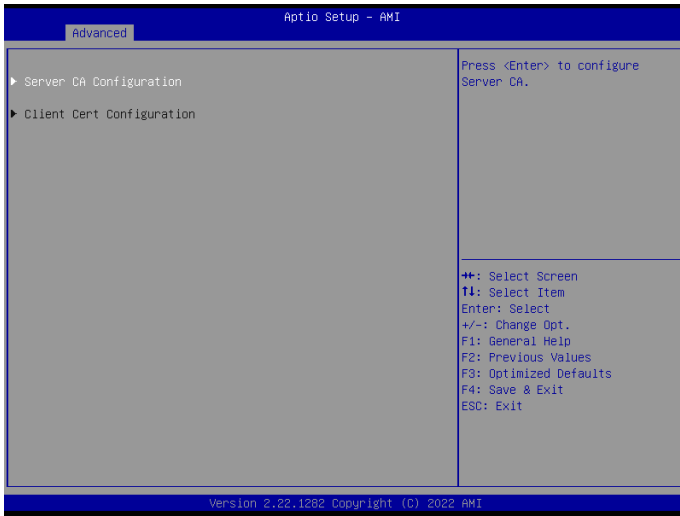 Aptio Setup – AMI
Advanced
▶ Server CA Configuration
▶ Client Cert Configuration
Press <Enter> to configure
Server CA.
→←: Select Screen
↑↓: Select Item
Enter: Select
+/-: Change Opt.
F1: General Help
F2: Previous Values
F3: Optimized Defaults
F4: Save & Exit
ESC: Exit
Version 2.22.1282 Copyright (C) 2022 AMI